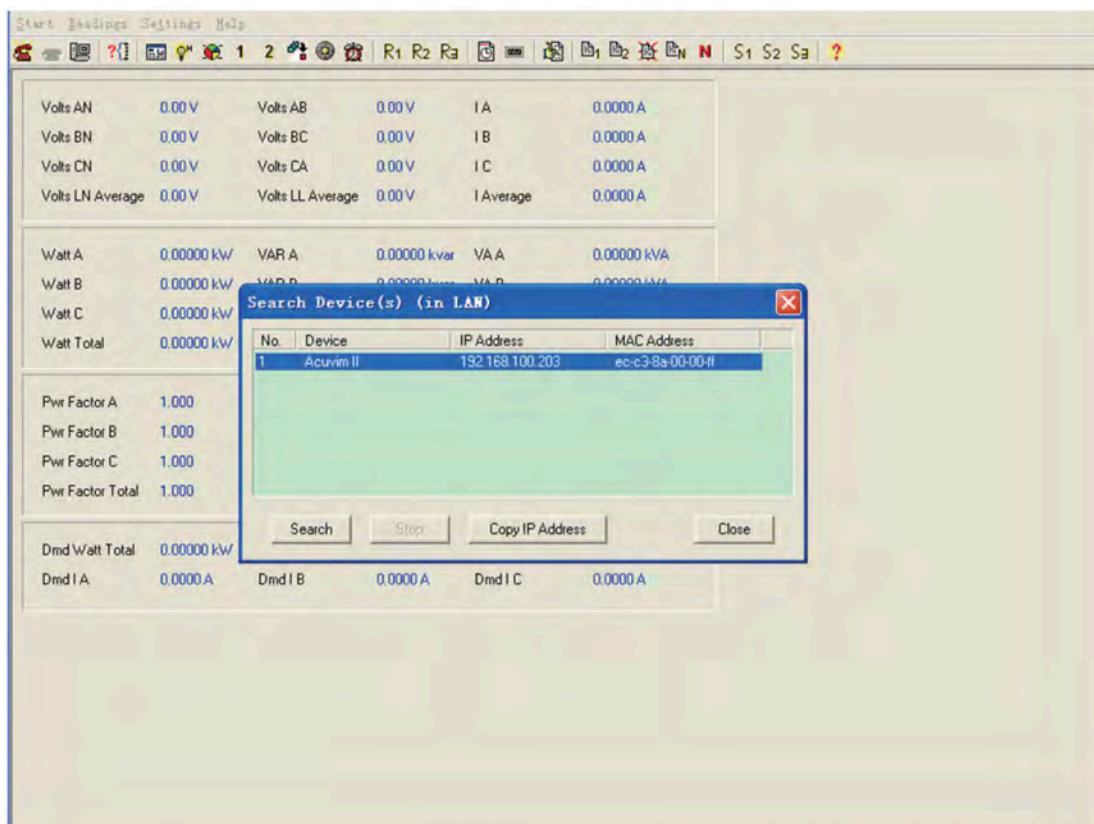 Start Readings Settings Help
?{} 1 2 R1 R2 R3 1 2 N N S1 S2 S3 ?
Volts AN 0.00 V Volts AB 0.00 V I A 0.0000 A
Volts BN 0.00 V Volts BC 0.00 V I B 0.0000 A
Volts CN 0.00 V Volts CA 0.00 V I C 0.0000 A
Volts LN Average 0.00 V Volts LL Average 0.00 V I Average 0.0000 A
Watt A 0.00000 kW VAR A 0.00000 kvar VA A 0.00000 kVA
Watt B 0.00000 kW
Watt C 0.00000 kW
Watt Total 0.00000 kW
Search Device(s) (in LAN)
No. Device IP Address MAC Address
1 Acuvim II 192.168.100.203 ec-c3-8a-00-00-ff
Search Stop Copy IP Address Close
Pwr Factor A 1.000
Pwr Factor B 1.000
Pwr Factor C 1.000
Pwr Factor Total 1.000
Dmd Watt Total 0.00000 kW
Dmd I A 0.0000 A Dmd I B 0.0000 A Dmd I C 0.0000 A